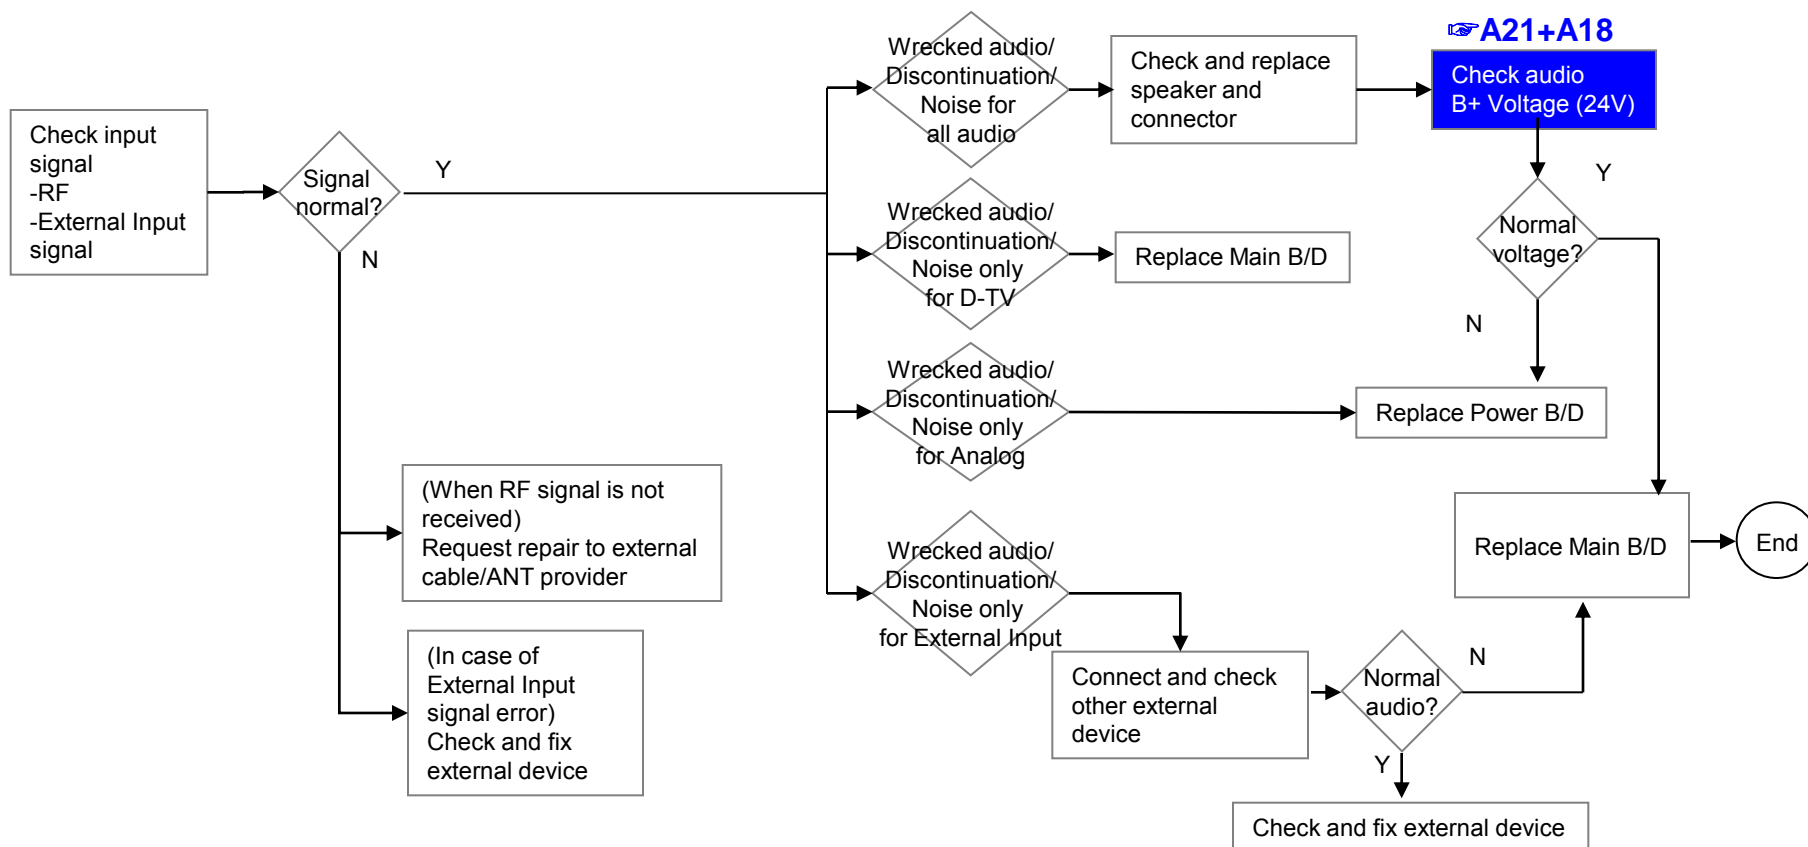 Check input
signal
-RF
-External Input
signal
Signal
normal?
Y
N
(When RF signal is not
received)
Request repair to external
cable/ANT provider
(In case of
External Input
signal error)
Check and fix
external device
Wrecked audio/
Discontinuation/
Noise for
all audio
Check and replace
speaker and
connector
☞A21+A18
Check audio
B+ Voltage (24V)
Y
Normal
voltage?
N
Wrecked audio/
Discontinuation/
Noise only
for D-TV
Replace Main B/D
Wrecked audio/
Discontinuation/
Noise only
for Analog
Replace Power B/D
Wrecked audio/
Discontinuation/
Noise only
for External Input
Connect and check
other external
device
Normal
audio?
N
Y
Replace Main B/D
End
Check and fix external device